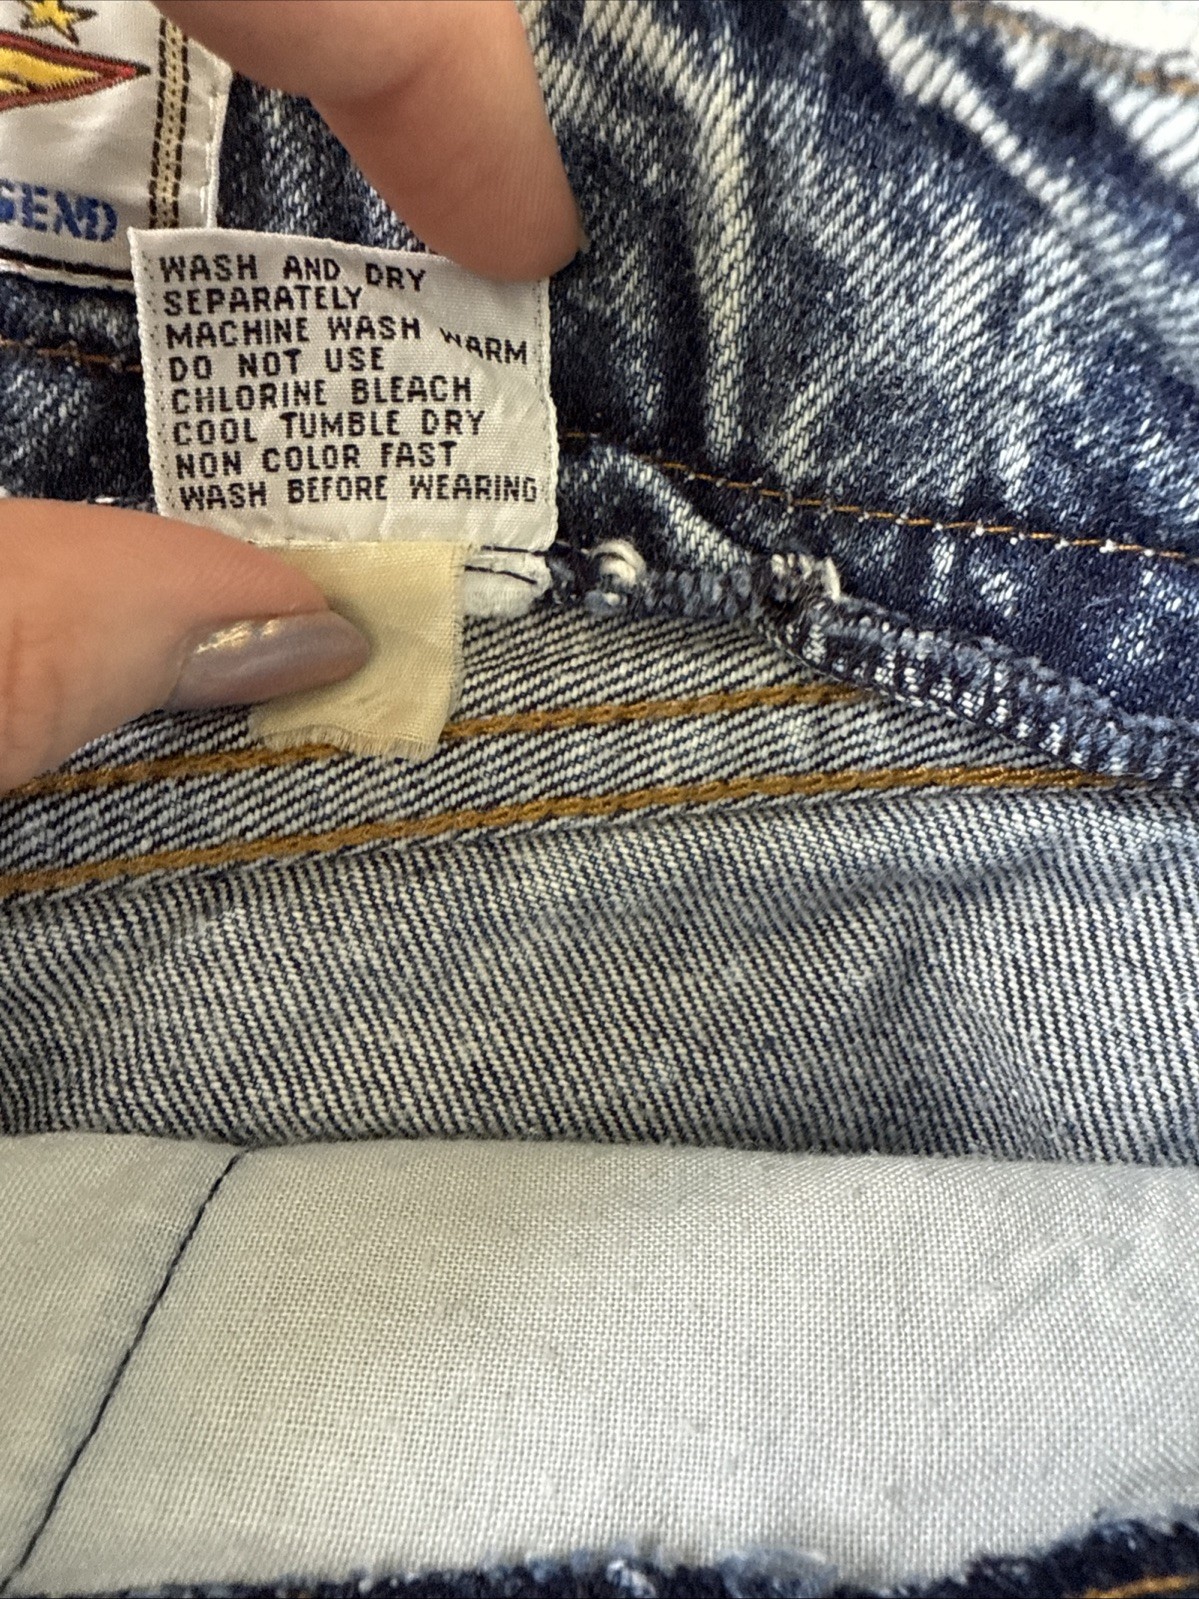 GEND
WASH AND DRY
SEPARATELY
MACHINE WASH WARM
DO NOT USE
CHLORINE BLEACH
COOL TUMBLE DRY
NON COLOR FAST
WASH BEFORE WEARING